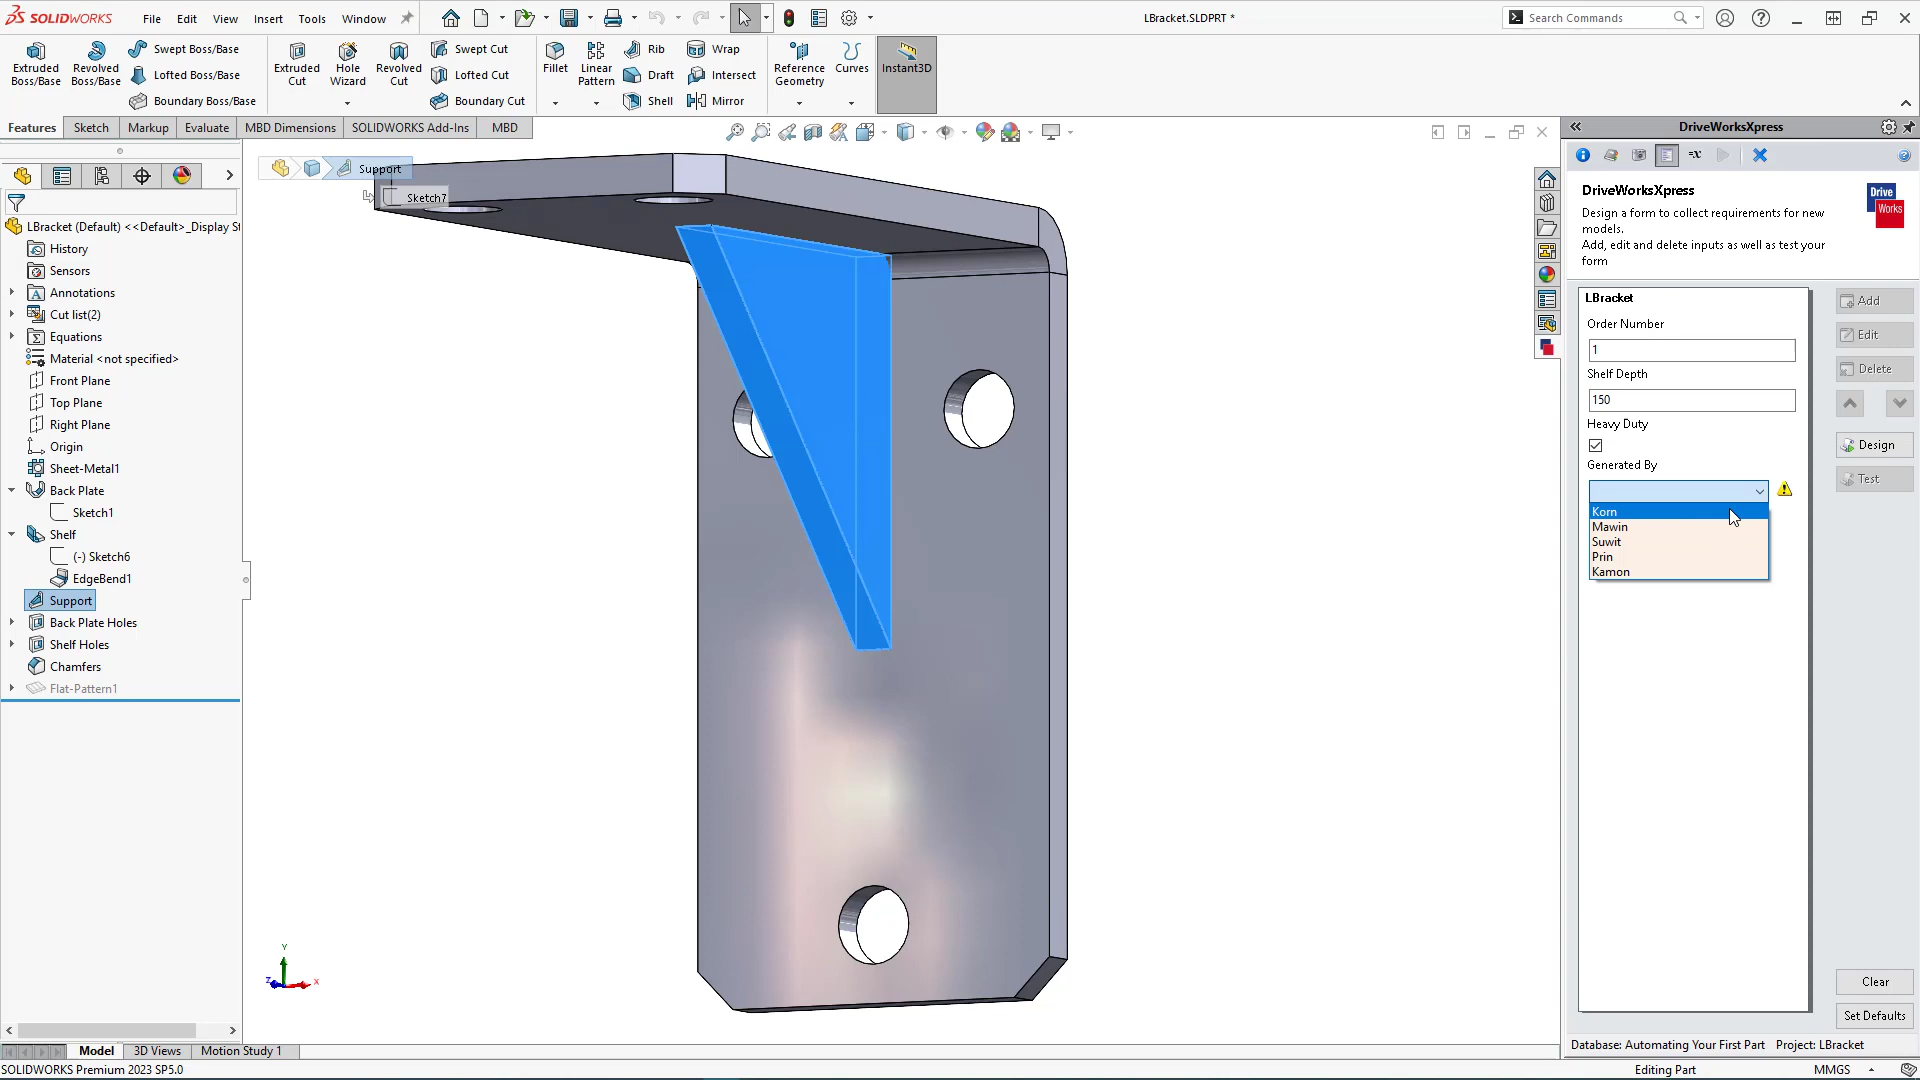 SOLIDWORKS File Edit View Insert Tools Window
LBracket.SLDPRT *
Search Commands
Extruded Boss/Base
Revolved Boss/Base
Swept Boss/Base
Lofted Boss/Base
Boundary Boss/Base
Extruded Cut
Hole Wizard
Revolved Cut
Swept Cut
Lofted Cut
Boundary Cut
Fillet
Linear Pattern
Rib
Draft
Shell
Wrap
Intersect
Mirror
Reference Geometry
Curves
Instant3D
Features Sketch Markup Evaluate MBD Dimensions SOLIDWORKS Add-Ins MBD
Support
Sketch7
LBracket (Default) <<Default>_Display St
History
Sensors
Annotations
Cut list(2)
Equations
Material <not specified>
Front Plane
Top Plane
Right Plane
Origin
Sheet-Metal1
Back Plate
Sketch1
Shelf
(-) Sketch6
EdgeBend1
Support
Back Plate Holes
Shelf Holes
Chamfers
Flat-Pattern1
Y
Z
X
DriveWorksXpress
DriveWorksXpress
Drive
Works
Design a form to collect requirements for new
models.
Add, edit and delete inputs as well as test your
form
LBracket
Order Number
1
Shelf Depth
150
Heavy Duty
Generated By
Korn
Mawin
Suwit
Prin
Kamon
Add
Edit
Delete
Design
Test
Clear
Set Defaults
Database: Automating Your First Part Project: LBracket
Model 3D Views Motion Study 1
SOLIDWORKS Premium 2023 SP5.0
Editing Part
MMGS